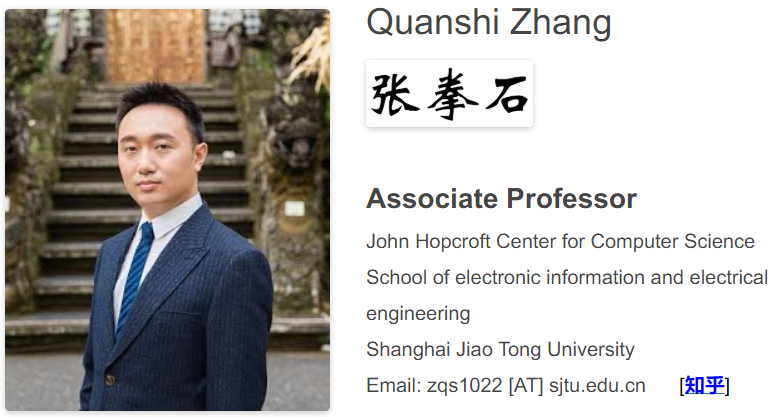 Quanshi Zhang
张拳石
Associate Professor
John Hopcroft Center for Computer Science
School of electronic information and electrical
engineering
Shanghai Jiao Tong University
Email: zqs1022 [AT] sjtu.edu.cn [知乎]